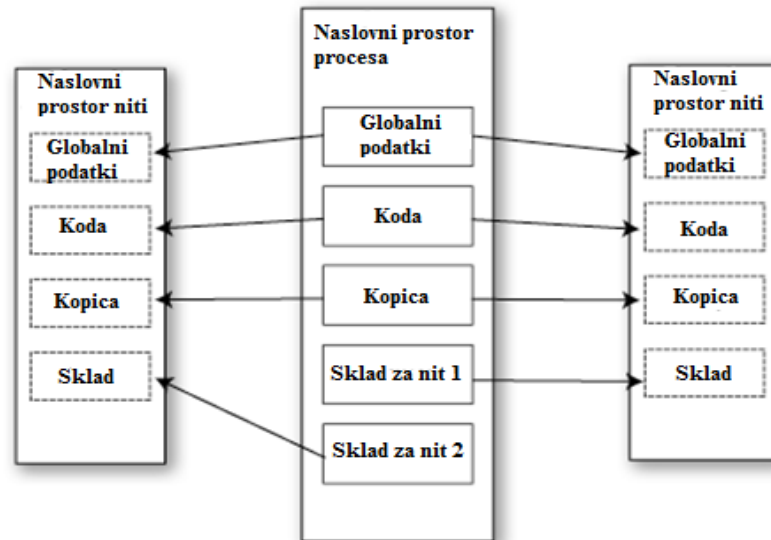 Naslovni
prostor niti
Globalni
podatki
Koda
Kopica
Sklad
Naslovni prostor
procesa
Globalni
podatki
Koda
Kopica
Sklad za nit 1
Sklad za nit 2
Naslovni
prostor niti
Globalni
podatki
Koda
Kopica
Sklad